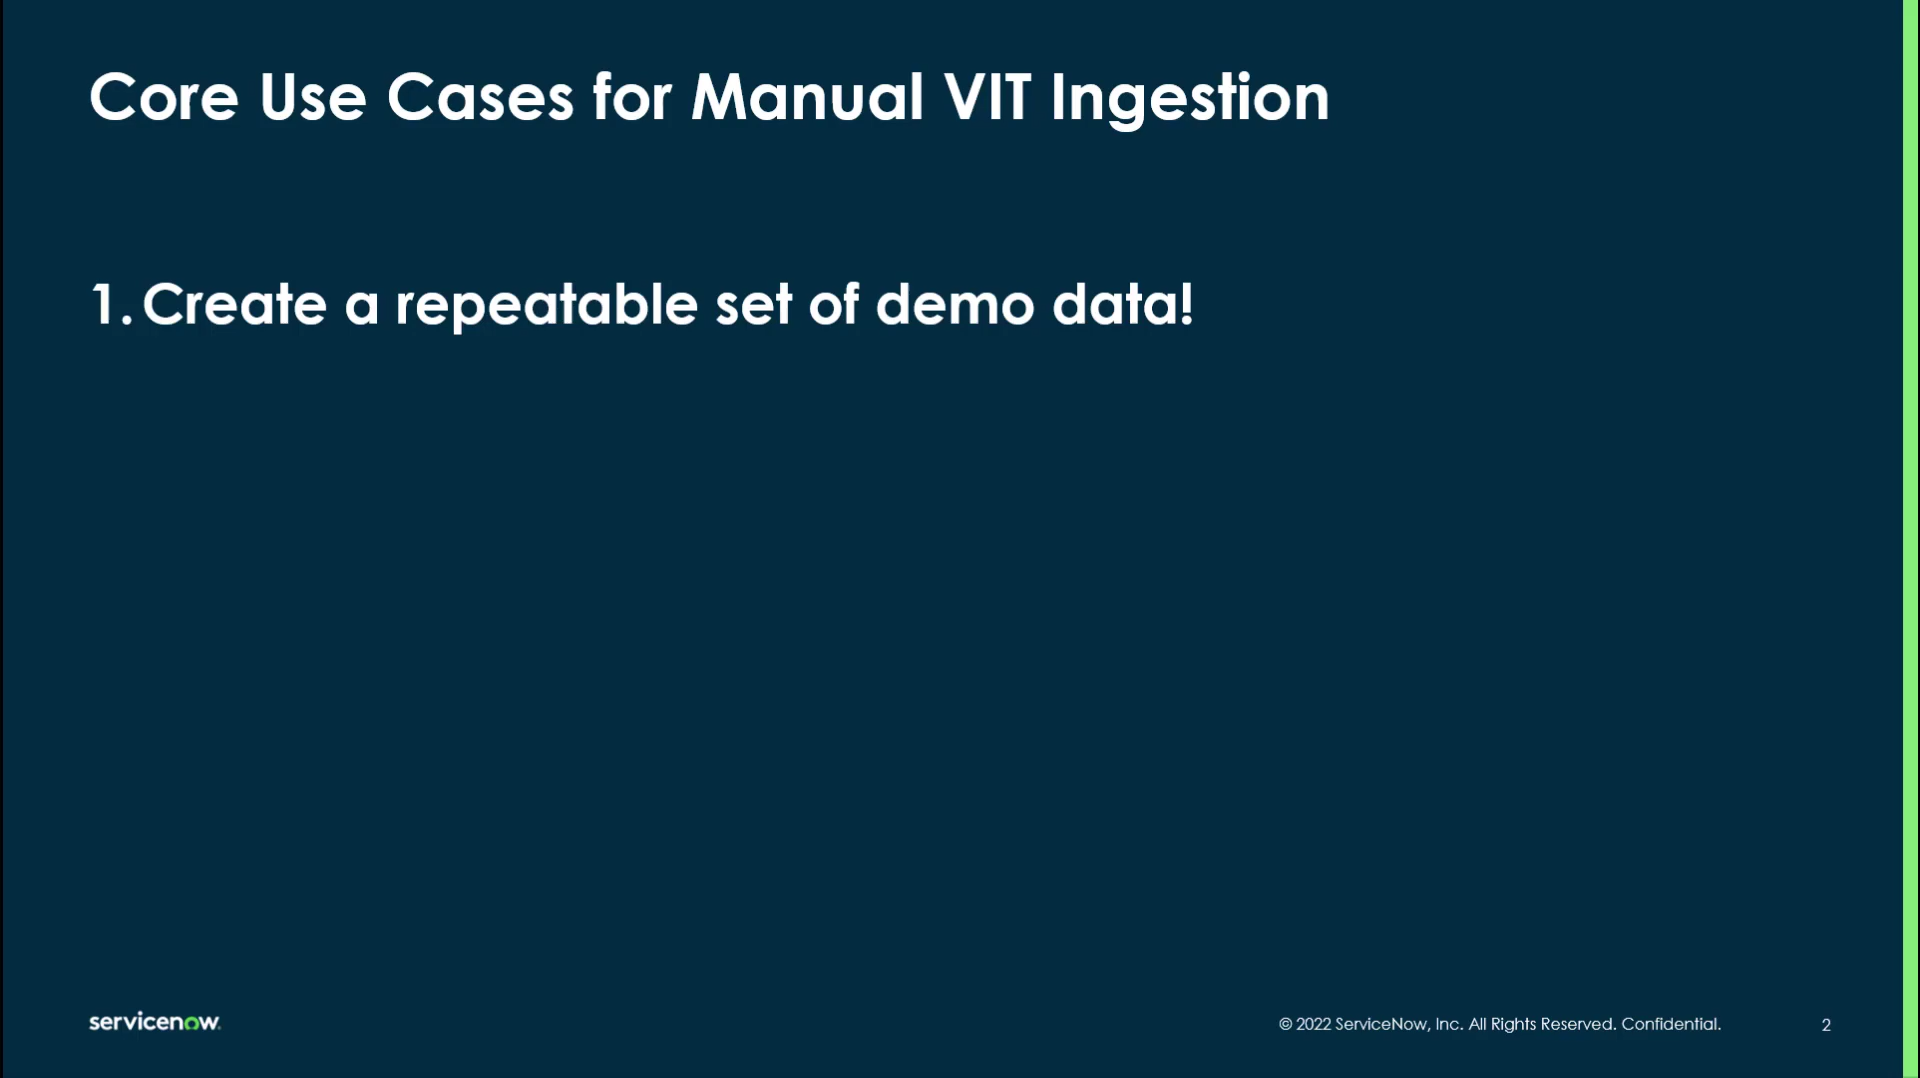 Core Use Cases for Manual VIT Ingestion
1. Create a repeatable set of demo data!
servicenow.
© 2022 ServiceNow, Inc. All Rights Reserved. Confidential.
2